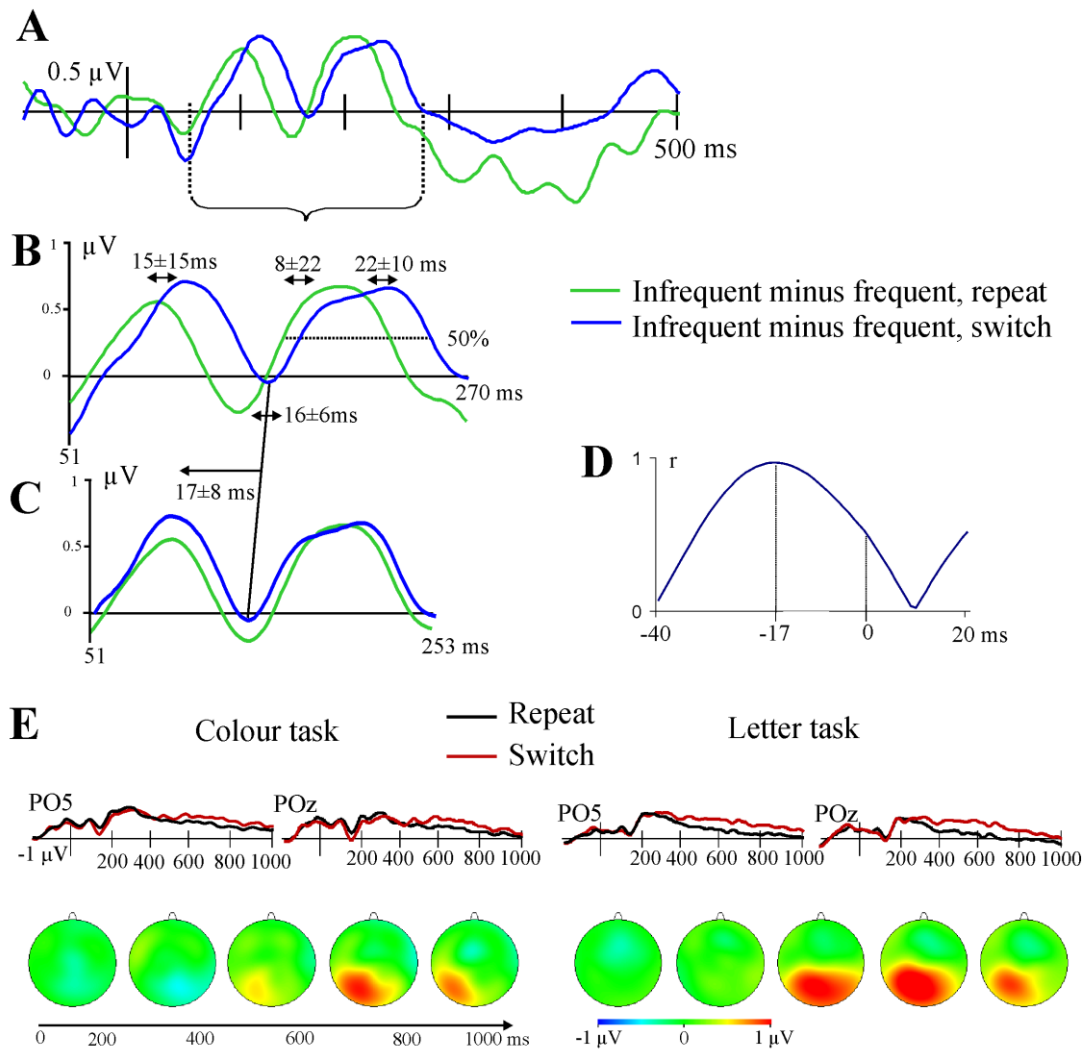 A
0.5 µV
500 ms
B
µV
1
0.5
0
15±15ms
8±22
22±10 ms
50%
270 ms
16±6ms
51
Infrequent minus frequent, repeat
Infrequent minus frequent, switch
C
µV
17±8 ms
1
0.5
0
51
253 ms
D
1
r
0
-40
-17
0
20 ms
E
Colour task
Repeat
Switch
Letter task
PO5
-1 µV
200 400 600 800 1000
POz
200 400 600 800 1000
PO5
200 400 600 800 1000
POz
200 400 600 800 1000
0 200 400 600 800 1000 ms
-1 µV 0 1 µV